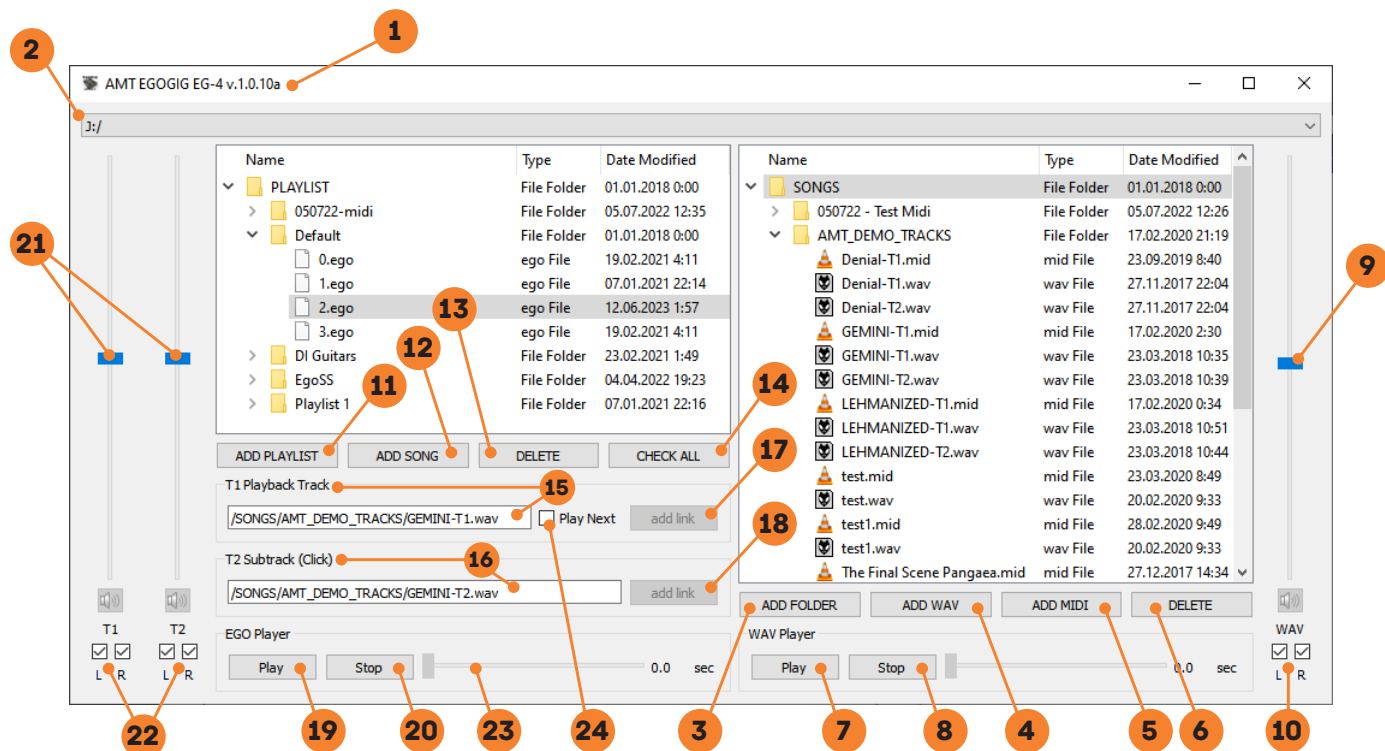 1
2
AMT EGOGIG EG-4 v.1.0.10a
J:/
Name Type Date Modified
PLAYLIST File Folder 01.01.2018 0:00
050722-midi File Folder 05.07.2022 12:35
Default File Folder 01.01.2018 0:00
0.ego ego File 19.02.2021 4:11
1.ego ego File 07.01.2021 22:14
2.ego ego File 12.06.2023 1:57
3.ego ego File 19.02.2021 4:11
DI Guitars File Folder 23.02.2021 1:49
EgoSS File Folder 04.04.2022 19:23
Playlist 1 File Folder 07.01.2021 22:16
Name Type Date Modified
SONGS File Folder 01.01.2018 0:00
050722 - Test Midi File Folder 05.07.2022 12:26
AMT_DEMO_TRACKS File Folder 17.02.2020 21:19
Denial-T1.mid mid File 23.09.2019 8:40
Denial-T1.wav wav File 27.11.2017 22:04
Denial-T2.wav wav File 27.11.2017 22:04
GEMINI-T1.mid mid File 17.02.2020 2:30
GEMINI-T1.wav wav File 23.03.2018 10:35
GEMINI-T2.wav wav File 23.03.2018 10:39
LEHMANIZED-T1.mid mid File 17.02.2020 0:34
LEHMANIZED-T1.wav wav File 23.03.2018 10:51
LEHMANIZED-T2.wav wav File 23.03.2018 10:44
test.mid mid File 23.03.2020 8:49
test.wav wav File 20.02.2020 9:33
test1.mid mid File 28.02.2020 9:49
test1.wav wav File 20.02.2020 9:33
The Final Scene Pangaea.mid mid File 27.12.2017 14:34
21
9
13
12
11
14
ADD PLAYLIST ADD SONG DELETE CHECK ALL
17
T1 Playback Track
15
/SONGS/AMT_DEMO_TRACKS/GEMINI-T1.wav Play Next add link
18
T2 Subtrack (Click)
16
/SONGS/AMT_DEMO_TRACKS/GEMINI-T2.wav add link
ADD FOLDER ADD WAV ADD MIDI DELETE
T1 T2
L R L R
EGO Player
Play Stop 0.0 sec
WAV Player
Play Stop 0.0 sec
WAV
L R
22 19 20 23 24 3 7 8 4 5 6 10